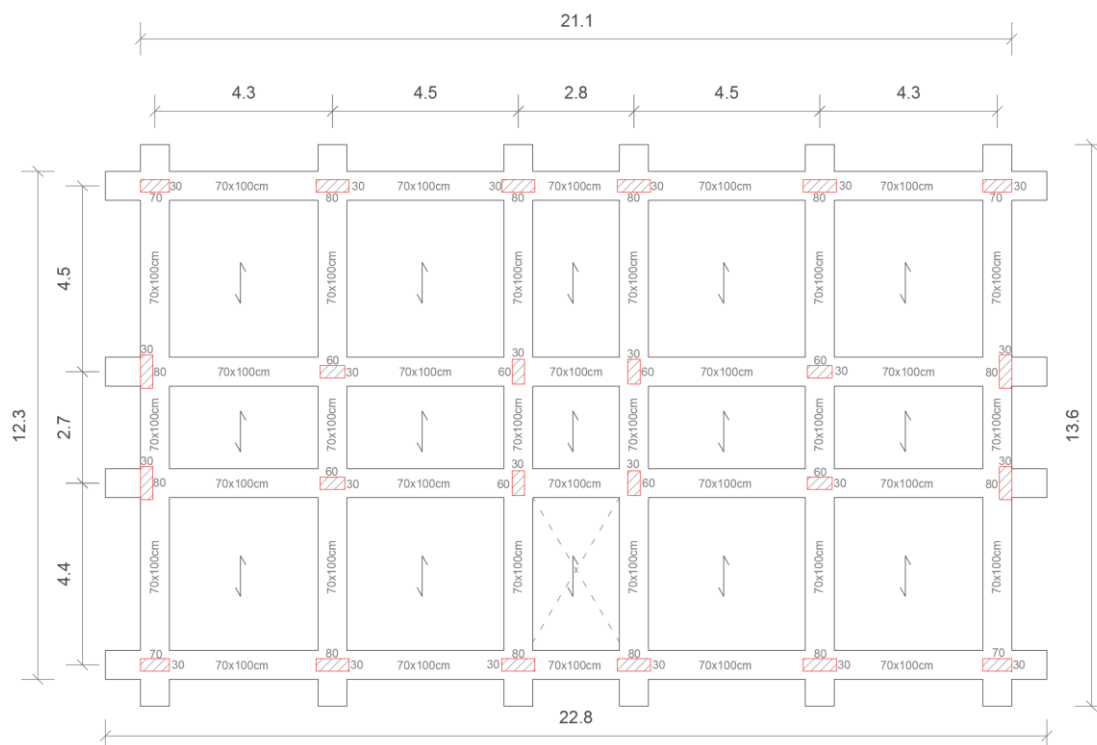 21.1
4.3 4.5 2.8 4.5 4.3
30 70x100cm 30 70x100cm 30 70x100cm 30 70x100cm 30 70x100cm 30
70 80 80 80 80 70
4.5
70x100cm 70x100cm 70x100cm 70x100cm 70x100cm 70x100cm
30 60 30 30 60 30
80 70x100cm 30 70x100cm 60 70x100cm 60 70x100cm 30 70x100cm 80
12.3
2.7
13.6
70x100cm 70x100cm 70x100cm 70x100cm 70x100cm 70x100cm
30 60 30 30 60 30
80 70x100cm 30 70x100cm 60 70x100cm 60 70x100cm 30 70x100cm 80
4.4
70x100cm 70x100cm 70x100cm 70x100cm 70x100cm 70x100cm
x
70 80 80 80 80 70
30 70x100cm 30 70x100cm 30 70x100cm 30 70x100cm 30 70x100cm 30
22.8